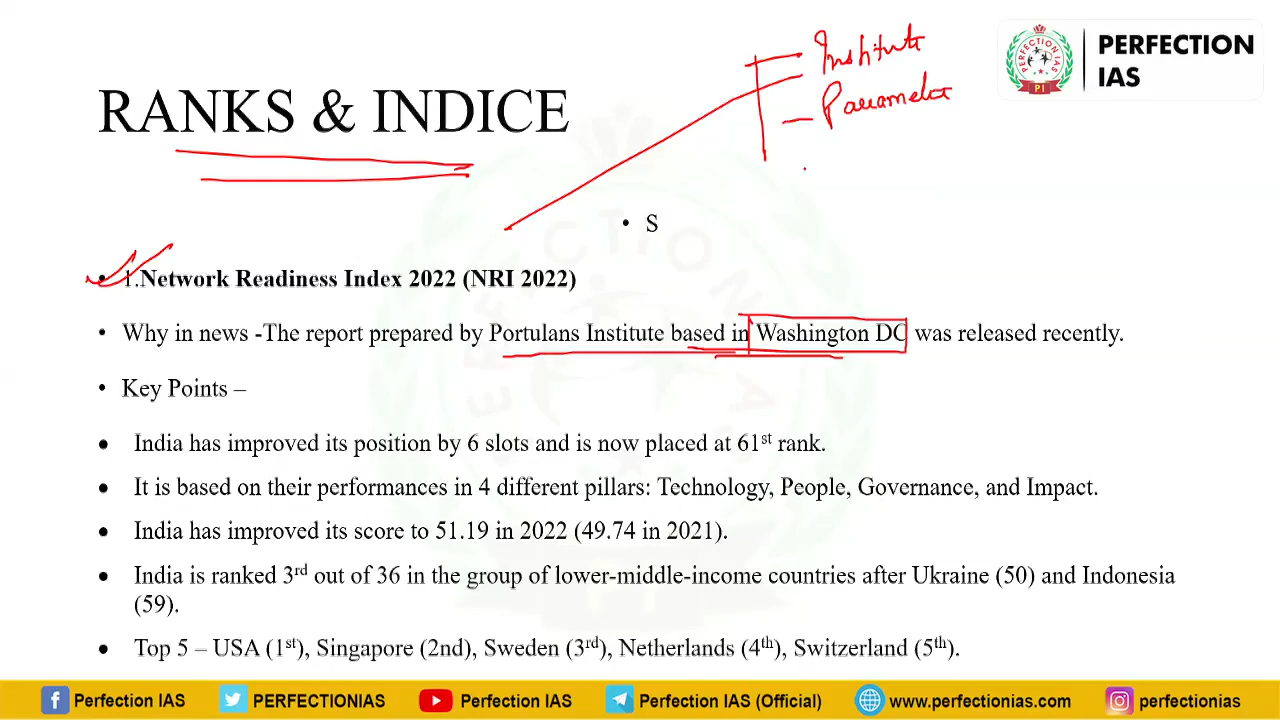 Institute
Parameter
PERFECTION
IAS
RANKS & INDICE
• S
• 1.Network Readiness Index 2022 (NRI 2022)
• Why in news -The report prepared by Portulans Institute based in Washington DC was released recently.
• Key Points –
• India has improved its position by 6 slots and is now placed at 61st rank.
• It is based on their performances in 4 different pillars: Technology, People, Governance, and Impact.
• India has improved its score to 51.19 in 2022 (49.74 in 2021).
• India is ranked 3rd out of 36 in the group of lower-middle-income countries after Ukraine (50) and Indonesia
(59).
• Top 5 – USA (1st), Singapore (2nd), Sweden (3rd), Netherlands (4th), Switzerland (5th).
Perfection IAS PERFECTIONIAS Perfection IAS Perfection IAS (Official) www.perfectionias.com perfectionias
PERFECTION IAS
PI